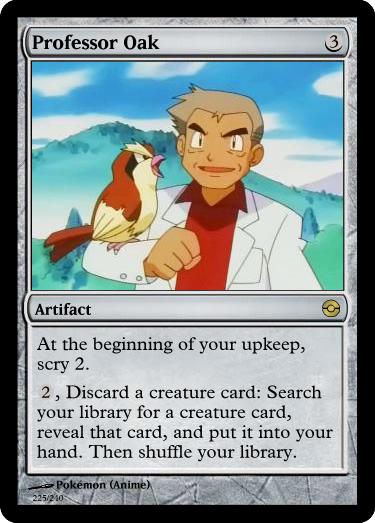 Professor Oak 3
Artifact
At the beginning of your upkeep,
scry 2.
2, Discard a creature card: Search
your library for a creature card,
reveal that card, and put it into your
hand. Then shuffle your library.
Pokémon (Anime)
225/240